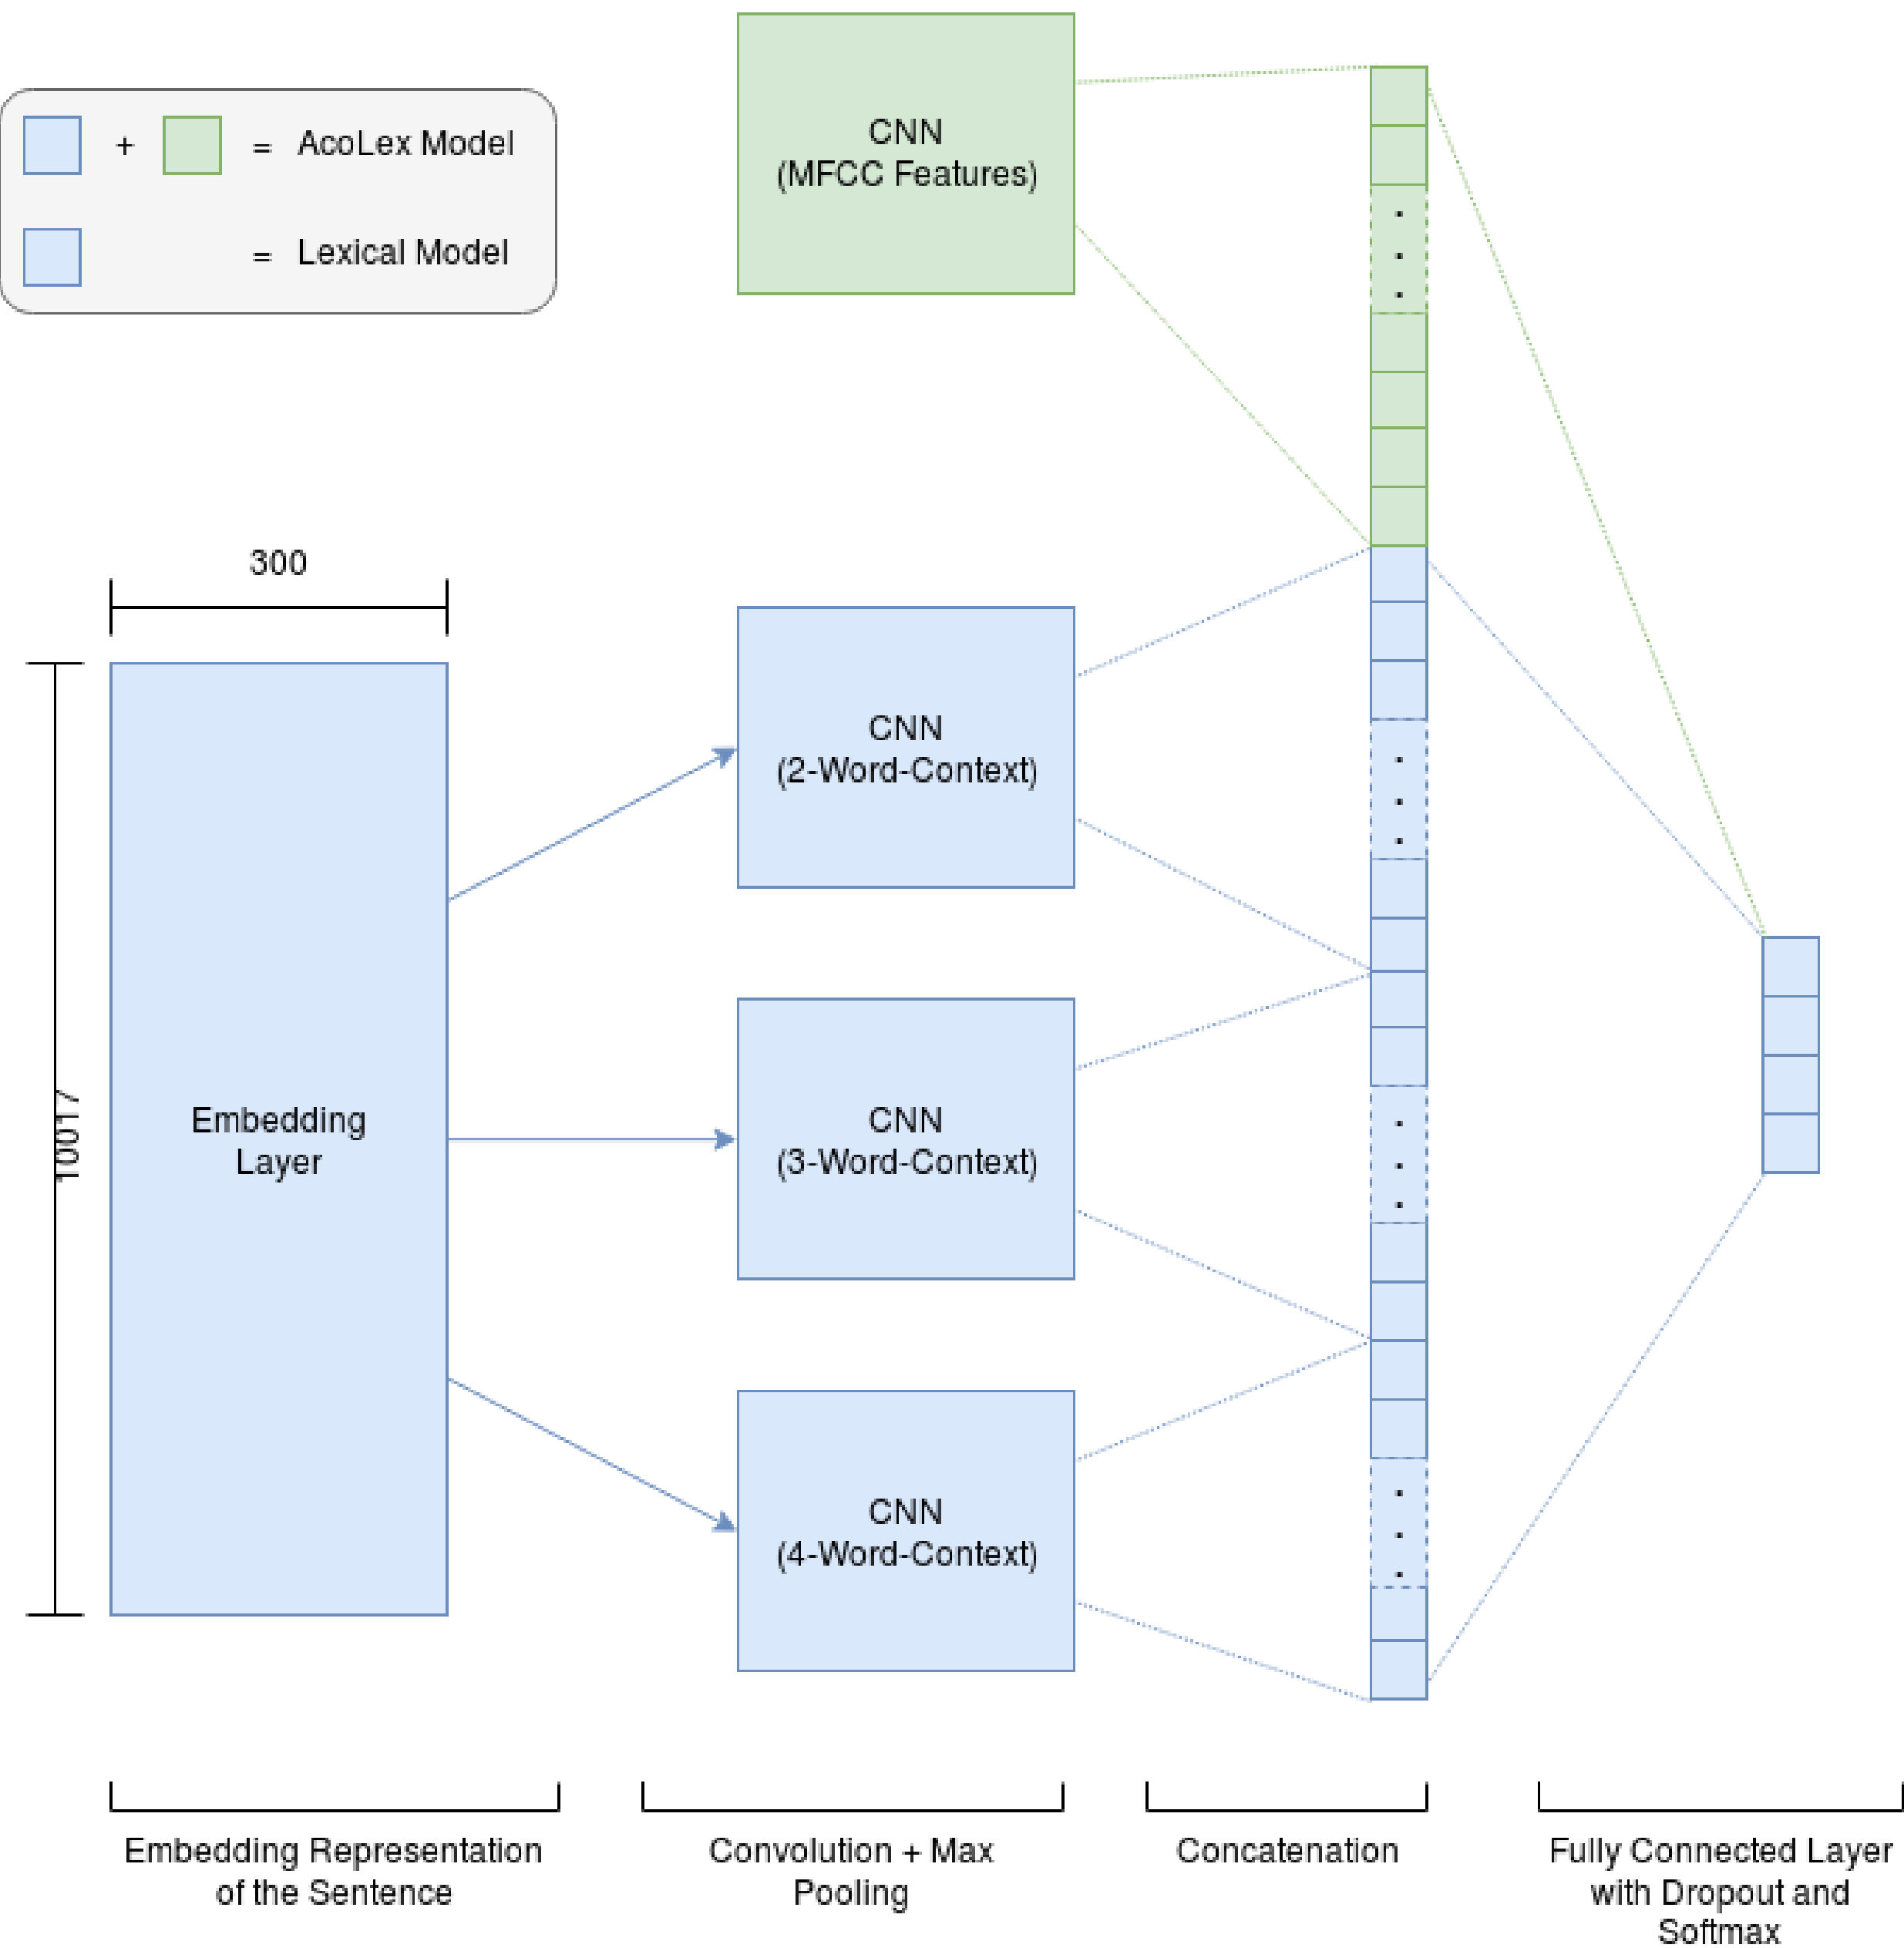 CNN
(MFCC Features)
+ = AcoLex Model
= Lexical Model
300
10017
Embedding
Layer
CNN
(2-Word-Context)
CNN
(3-Word-Context)
CNN
(4-Word-Context)
Embedding Representation
of the Sentence
Convolution + Max
Pooling
Concatenation
Fully Connected Layer
with Dropout and
Softmax